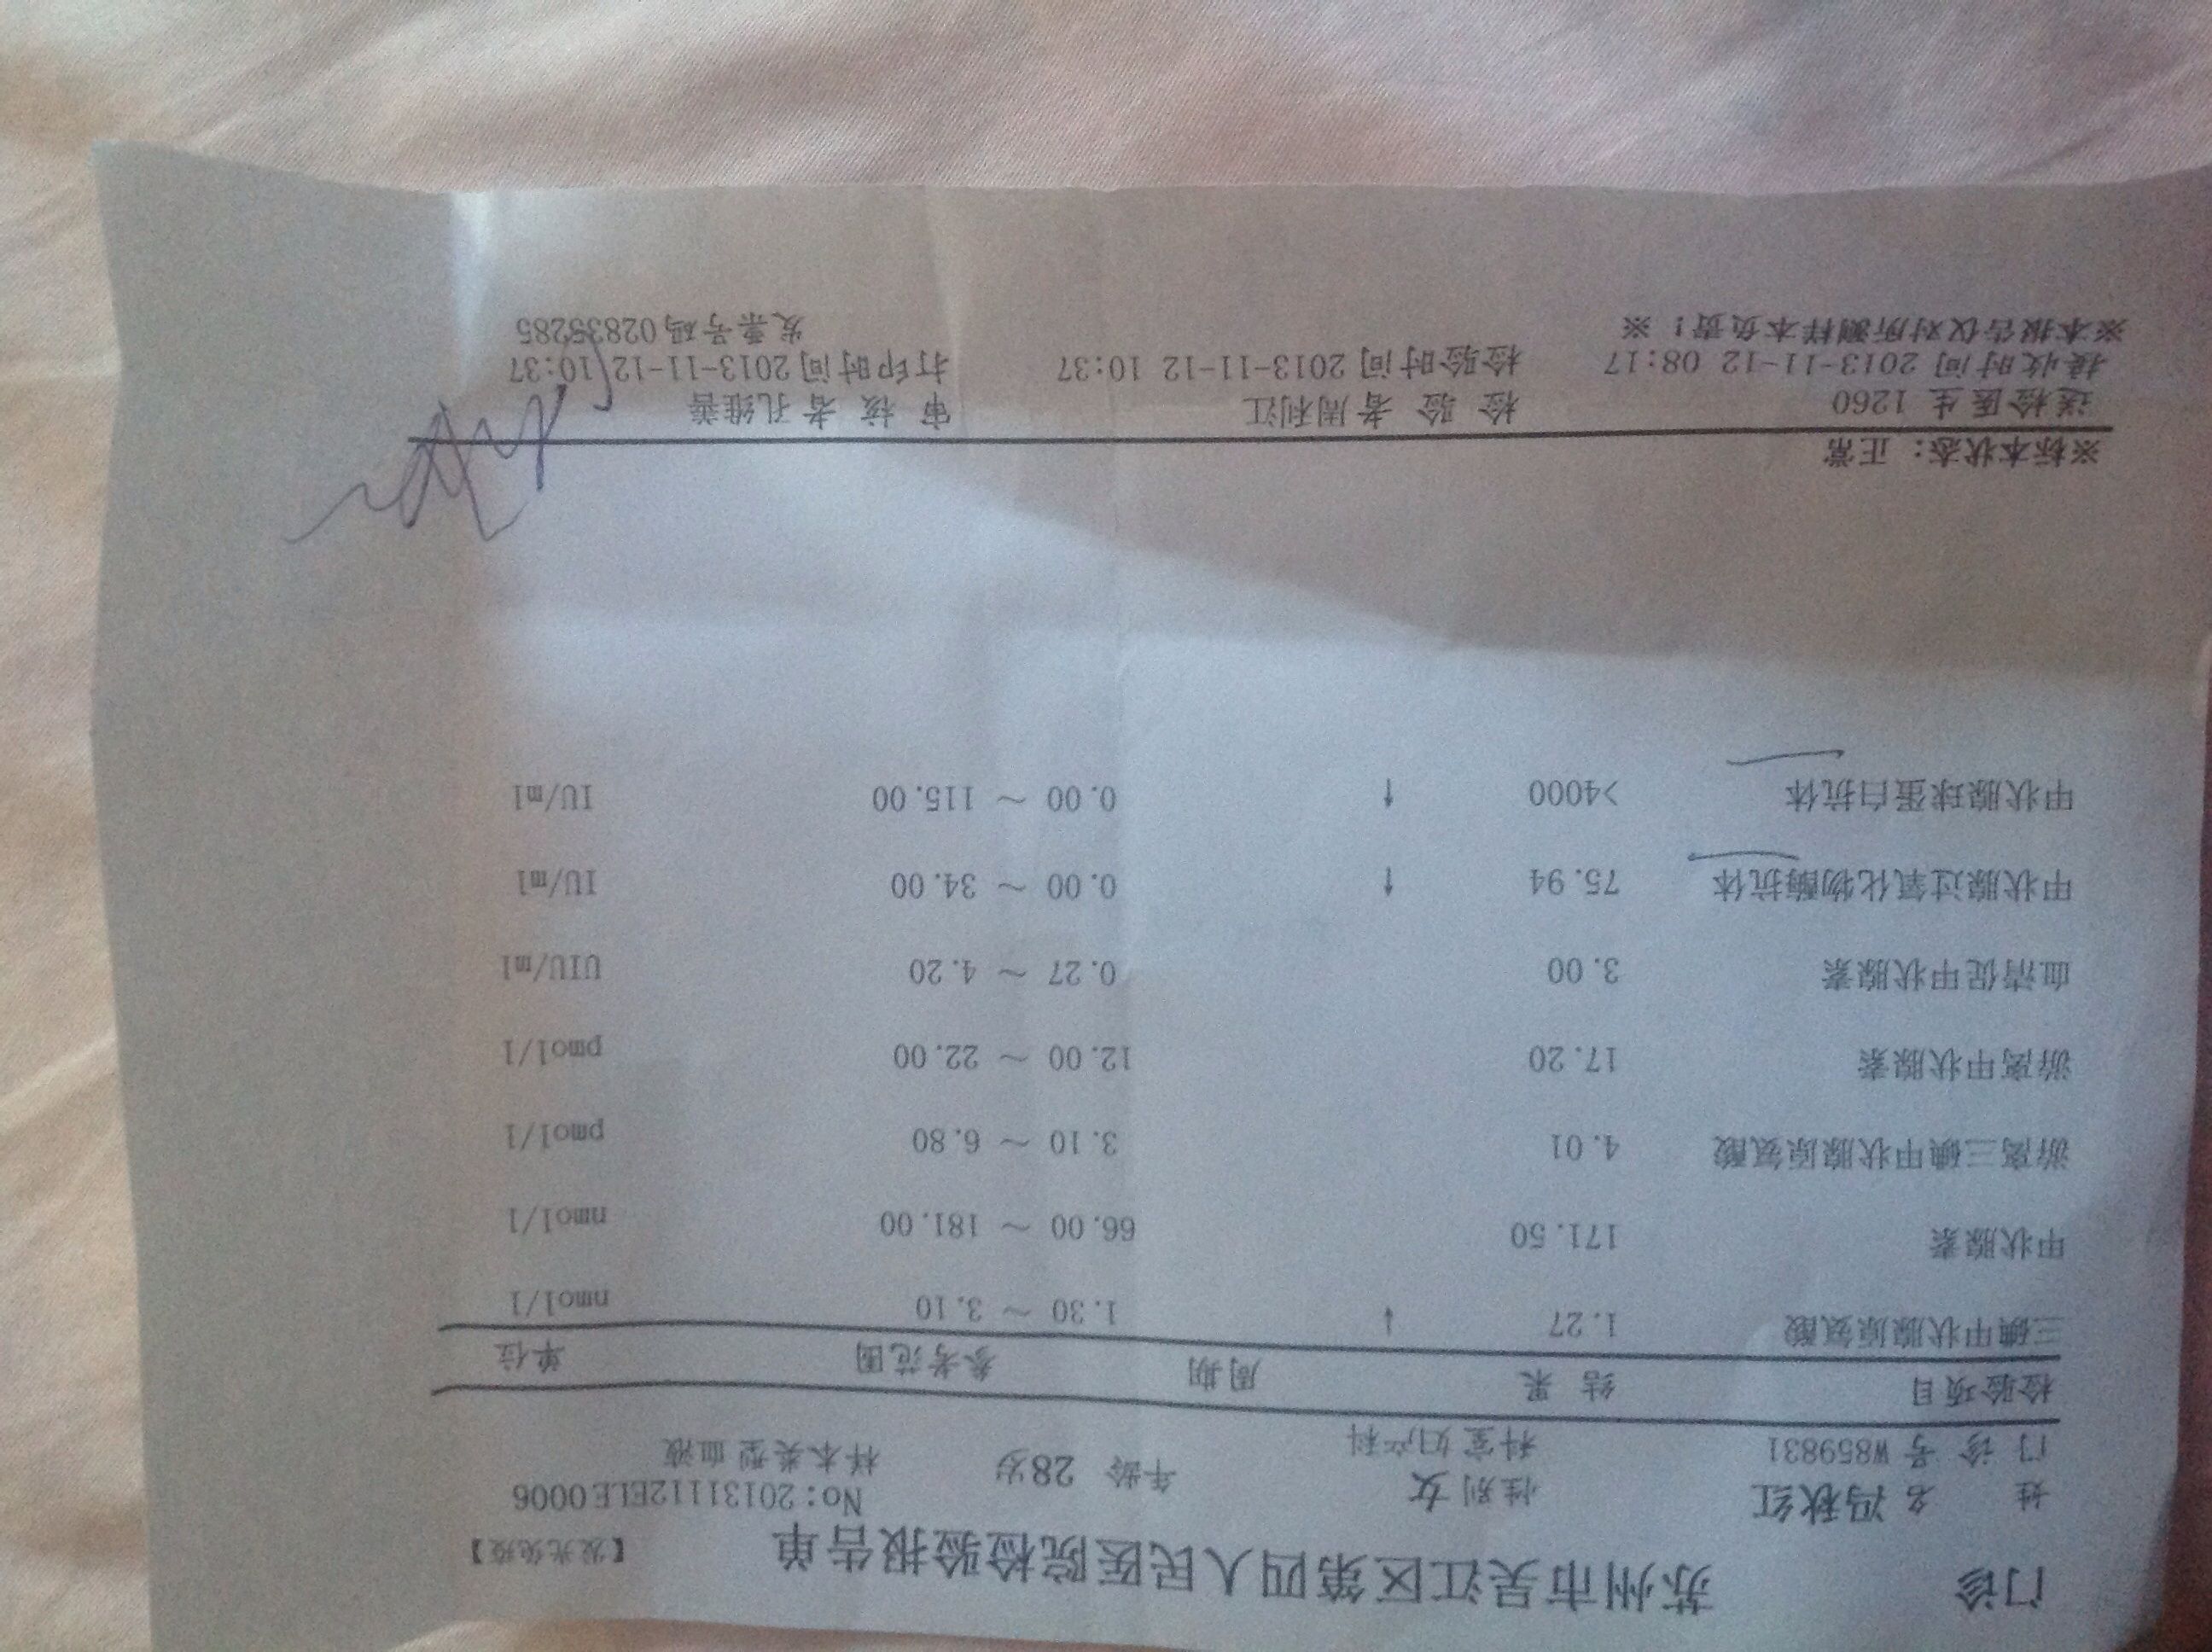 门诊 苏州市吴江区第四人民医院检验报告单 【发光免疫】
姓 名 冯秋红 性别 女 年龄 28岁 No:20131112ELE0006
门 诊 号 W859831 科室 妇产科 样本类型 血液
检验项目 结 果 周期 参考范围 单位
三碘甲状腺原氨酸 1.27 ↓ 1.30 ～ 3.10 nmol/l
甲状腺素 171.50 66.00 ～ 181.00 nmol/l
游离三碘甲状腺原氨酸 4.01 3.10 ～ 6.80 pmol/l
游离甲状腺素 17.20 12.00 ～ 22.00 pmol/l
血清促甲状腺素 3.00 0.27 ～ 4.20 UIU/ml
甲状腺过氧化物酶抗体 75.94 ↑ 0.00 ～ 34.00 IU/ml
甲状腺球蛋白抗体 >4000 ↑ 0.00 ～ 115.00 IU/ml
※标本状态：正常
送检医生 1260 检 验 者 周利江 审 核 者 孔维善
接收时间 2013-11-12 08:17 检验时间 2013-11-12 10:37 打印时间 2013-11-12 10:37
※本报告仅对所测样本负责！※ 发票号码 02835285